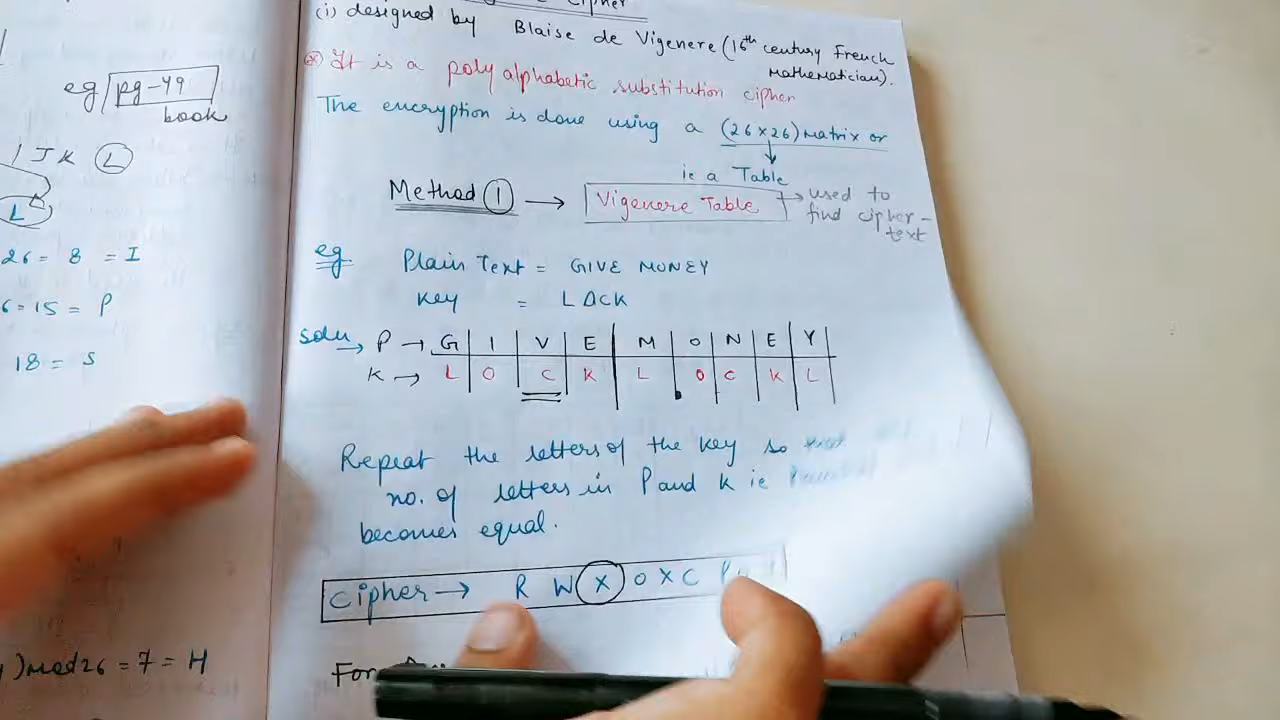 eg pg-49
book
I J K L
L
26 = 8 = I
6 = 15 = P
18 = S
)mod26 = 7 = H
Cipher
(i) designed by Blaise de Vigenere (16th century French
Mathematician).
It is a poly alphabetic substitution cipher
The encryption is done using a (26×26) matrix or
ie a Table
Method 1 → Vigenere Table → used to
find cipher-
text
eg. Plain Text = GIVE MONEY
Key = LOCK
Soln → P → G I V E M O N E Y
K → L O C K L O C K L
Repeat the letters of the key so that
no. of letters in P and K ie
becomes equal.
Cipher → R W X O X C P
For